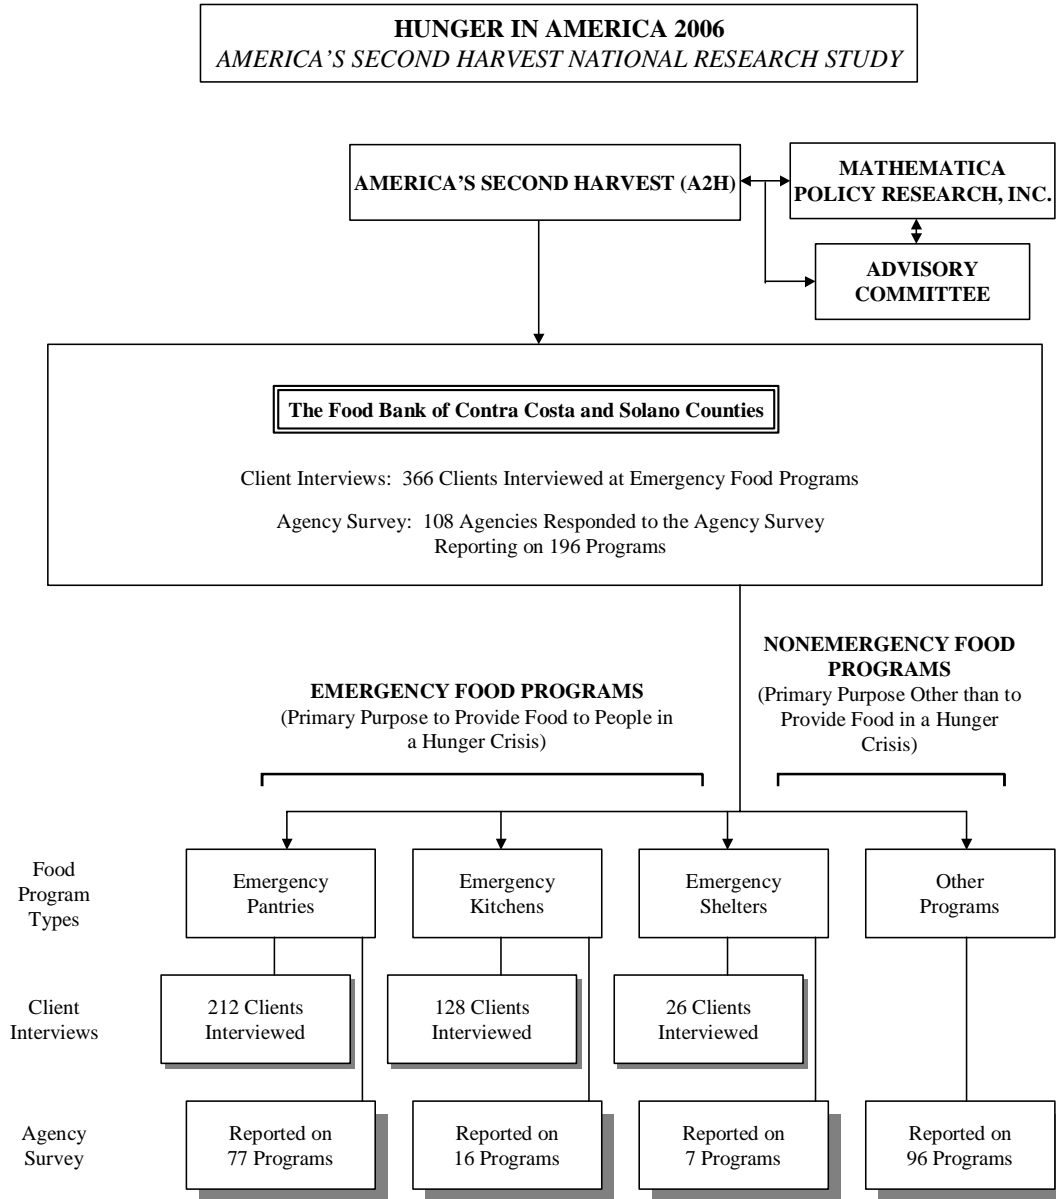 HUNGER IN AMERICA 2006
AMERICA'S SECOND HARVEST NATIONAL RESEARCH STUDY
AMERICA'S SECOND HARVEST (A2H)
MATHEMATICA
POLICY RESEARCH, INC.
ADVISORY
COMMITTEE
The Food Bank of Contra Costa and Solano Counties
Client Interviews: 366 Clients Interviewed at Emergency Food Programs
Agency Survey: 108 Agencies Responded to the Agency Survey
Reporting on 196 Programs
EMERGENCY FOOD PROGRAMS
(Primary Purpose to Provide Food to People in
a Hunger Crisis)
NONEMERGENCY FOOD
PROGRAMS
(Primary Purpose Other than to
Provide Food in a Hunger
Crisis)
Food
Program
Types
Emergency
Pantries
Emergency
Kitchens
Emergency
Shelters
Other
Programs
Client
Interviews
212 Clients
Interviewed
128 Clients
Interviewed
26 Clients
Interviewed
Agency
Survey
Reported on
77 Programs
Reported on
16 Programs
Reported on
7 Programs
Reported on
96 Programs